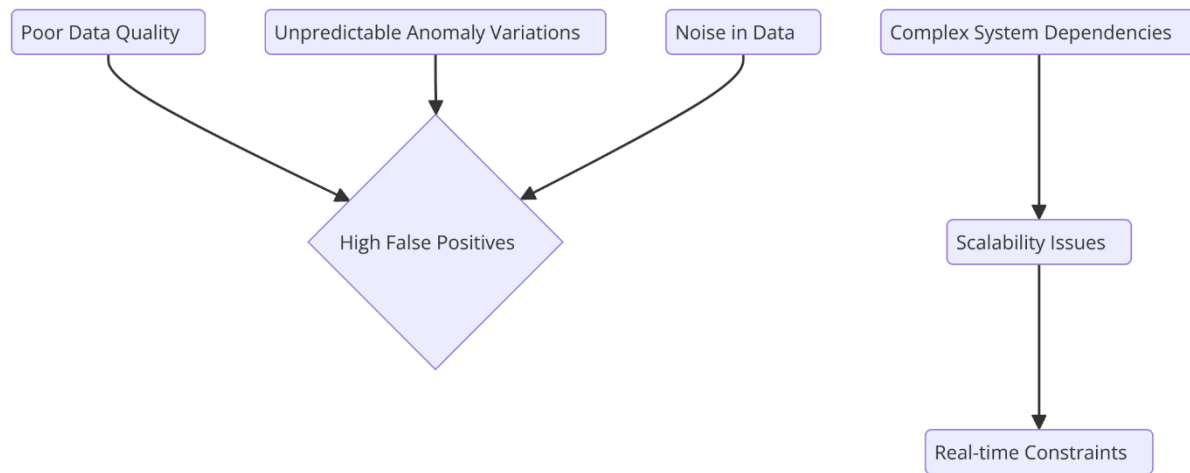 Poor Data Quality
Unpredictable Anomaly Variations
Noise in Data
Complex System Dependencies
High False Positives
Scalability Issues
Real-time Constraints